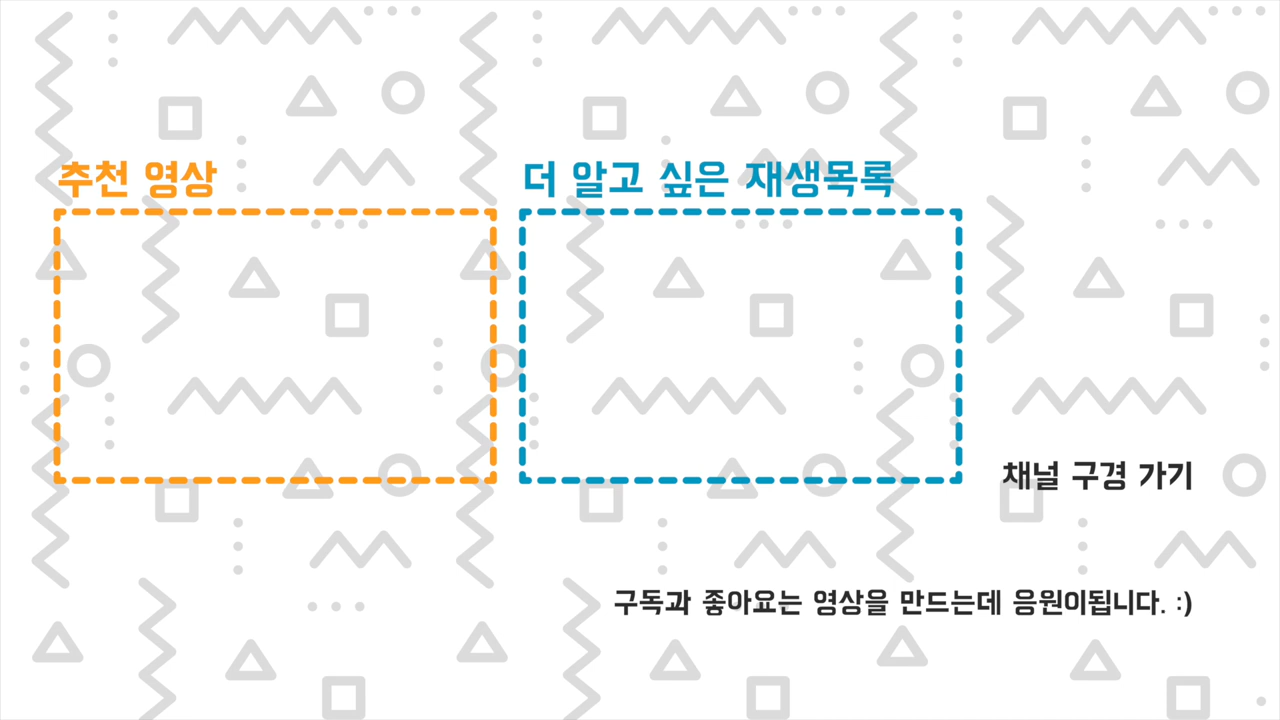 추천 영상
더 알고 싶은 재생목록
채널 구경 가기
구독과 좋아요는 영상을 만드는데 응원이됩니다. :)